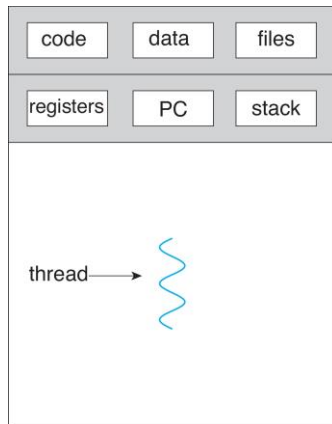 code data files
registers PC stack
thread